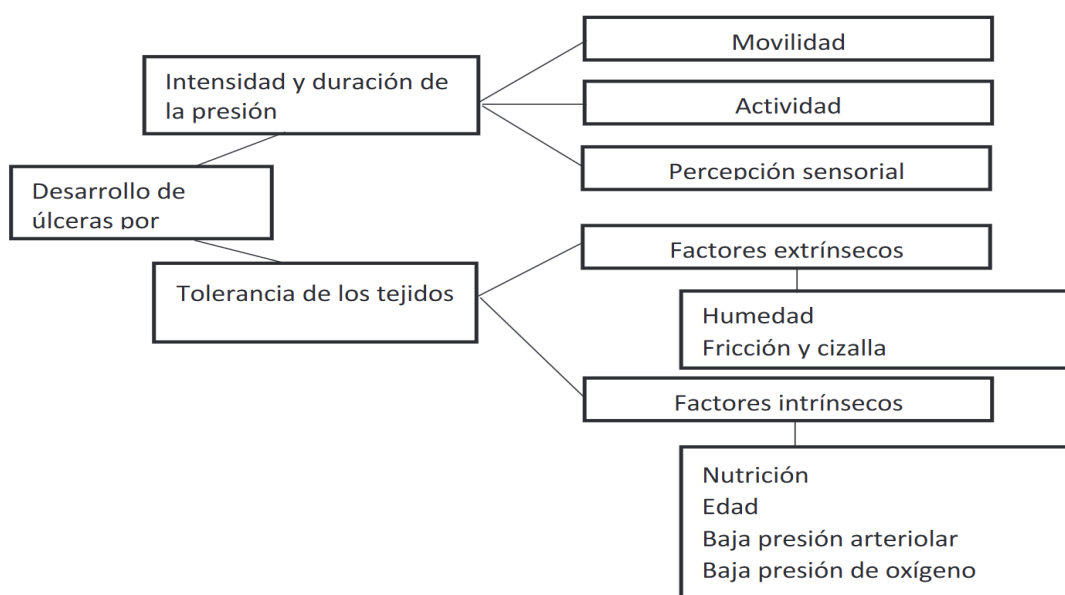 Movilidad
Intensidad y duración de
la presión
Actividad
Percepción sensorial
Desarrollo de
úlceras por
Factores extrínsecos
Tolerancia de los tejidos
Humedad
Fricción y cizalla
Factores intrínsecos
Nutrición
Edad
Baja presión arteriolar
Baja presión de oxígeno